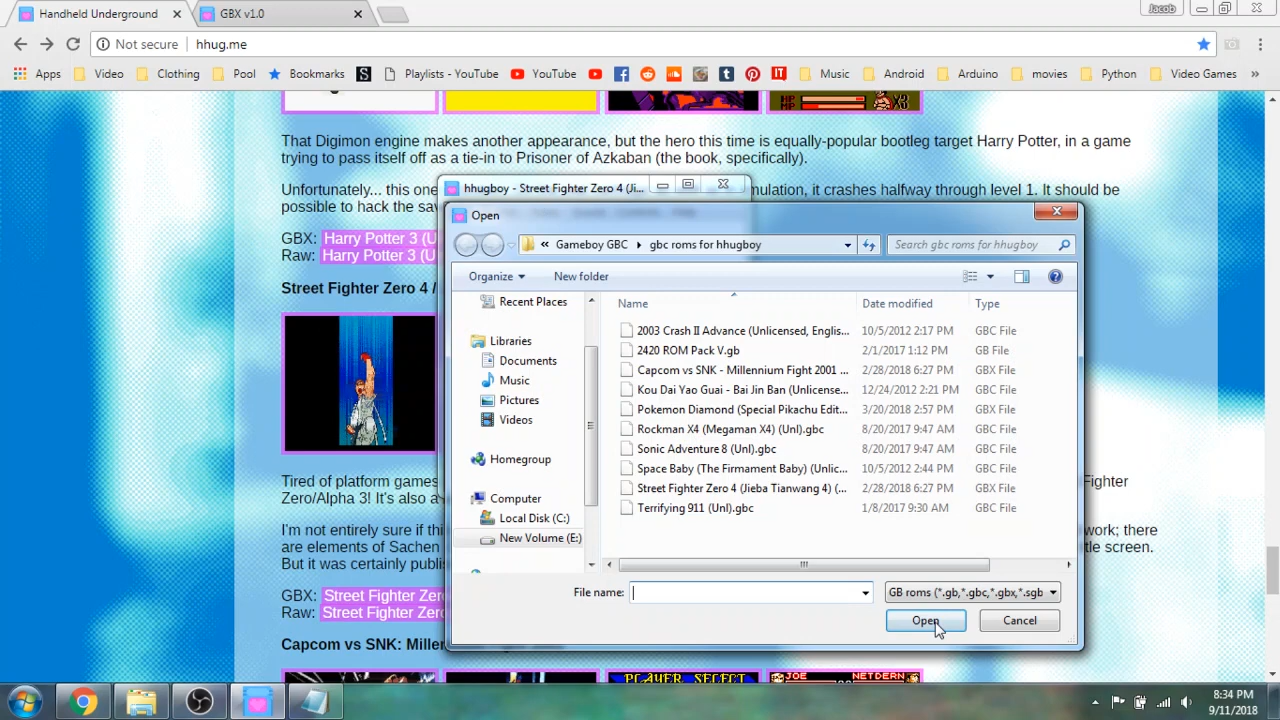 Handheld Underground
GBX v1.0
Jacob
Not secure
hhug.me
Apps
Video
Clothing
Pool
Bookmarks
Playlists - YouTube
YouTube
Music
Android
Arduino
movies
Python
Video Games
»
That Digimon engine makes another appearance, but the hero this time is equally-popular bootleg target Harry Potter, in a game
trying to pass itself off as a tie-in to Prisoner of Azkaban (the book, specifically).
Unfortunately... this one
mulation, it crashes halfway through level 1. It should be
possible to hack the sav
GBX: Harry Potter 3 (U
Raw: Harry Potter 3 (U
Street Fighter Zero 4 /
hhugboy - Street Fighter Zero 4 (Ji...
Open
« Gameboy GBC
gbc roms for hhugboy
Search gbc roms for hhugboy
Organize
New folder
Recent Places
Libraries
Documents
Music
Pictures
Videos
Homegroup
Computer
Local Disk (C:)
New Volume (E:)
Name Date modified Type
2003 Crash II Advance (Unlicensed, Englis... 10/5/2012 2:17 PM GBC File
2420 ROM Pack V.gb 2/1/2017 1:12 PM GB File
Capcom vs SNK - Millennium Fight 2001 ... 2/28/2018 6:27 PM GBX File
Kou Dai Yao Guai - Bai Jin Ban (Unlicense... 12/24/2012 2:21 PM GBC File
Pokemon Diamond (Special Pikachu Edit... 3/20/2018 2:57 PM GBX File
Rockman X4 (Megaman X4) (Unl).gbc 8/20/2017 9:47 AM GBC File
Sonic Adventure 8 (Unl).gbc 8/20/2017 9:47 AM GBC File
Space Baby (The Firmament Baby) (Unlic... 10/5/2012 2:44 PM GBC File
Street Fighter Zero 4 (Jieba Tianwang 4) (... 2/28/2018 6:27 PM GBX File
Terrifying 911 (Unl).gbc 1/8/2017 9:30 AM GBC File
File name:
GB roms (*.gb,*.gbc,*.gbx,*.sgb
Open
Cancel
Tired of platform games
Fighter
Zero/Alpha 3! It's also a
I'm not entirely sure if thi
work; there
are elements of Sachen
tle screen.
But it was certainly publis
GBX: Street Fighter Zero
Raw: Street Fighter Zero
Capcom vs SNK: Mille
PLAYER SELECT
JOE
NETDERN
X3
8:34 PM
9/11/2018